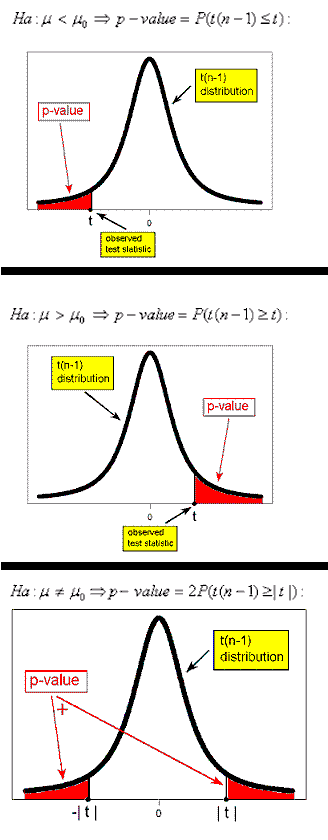 Ha : μ < μ₀ ⇒ p − value = P(t(n−1) ≤ t) :
t(n-1)
distribution
p-value
t
0
observed
test statistic
Ha : μ > μ₀ ⇒ p − value = P(t(n−1) ≥ t) :
t(n-1)
distribution
p-value
0
t
observed
test statistic
Ha : μ ≠ μ₀ ⇒ p − value = 2P(t(n−1) ≥| t |) :
t(n-1)
distribution
p-value
+
-| t |
0
| t |